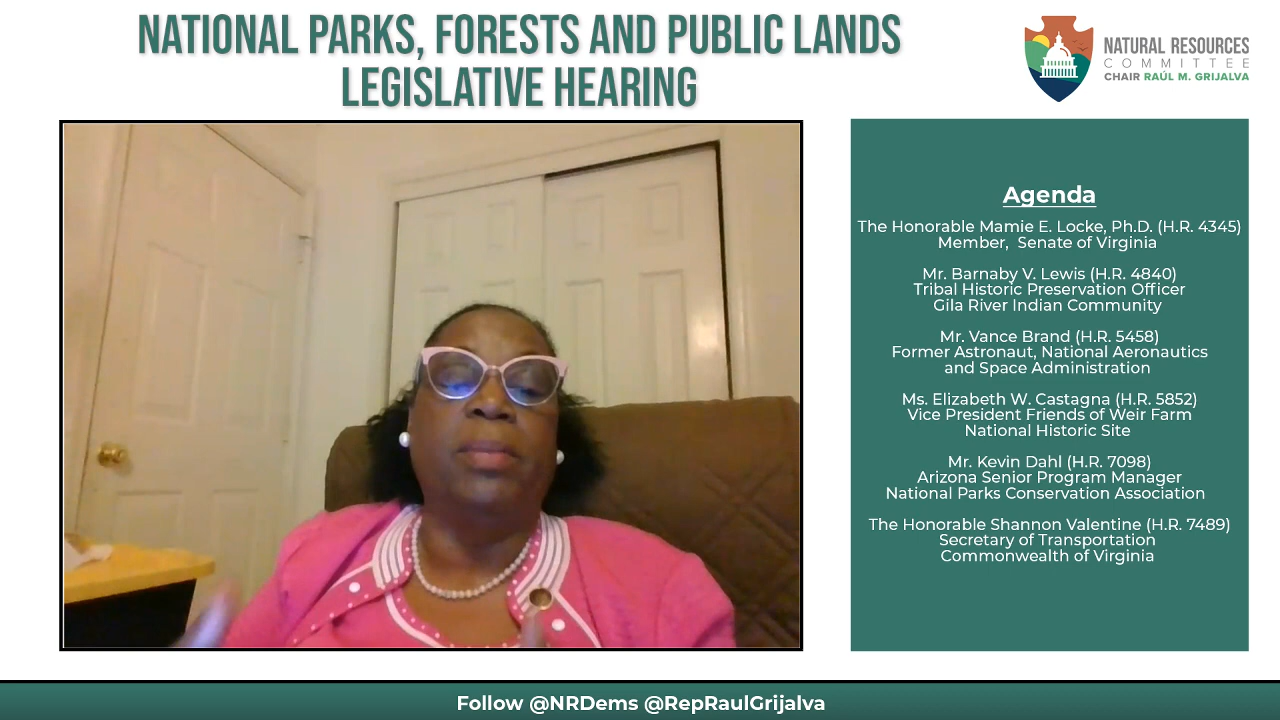 NATIONAL PARKS, FORESTS AND PUBLIC LANDS
LEGISLATIVE HEARING
NATURAL RESOURCES
COMMITTEE
CHAIR RAÚL M. GRIJALVA
Agenda
The Honorable Mamie E. Locke, Ph.D. (H.R. 4345)
Member,  Senate of Virginia
Mr. Barnaby V. Lewis (H.R. 4840)
Tribal Historic Preservation Officer
Gila River Indian Community
Mr. Vance Brand (H.R. 5458)
Former Astronaut, National Aeronautics
and Space Administration
Ms. Elizabeth W. Castagna (H.R. 5852)
Vice President Friends of Weir Farm
National Historic Site
Mr. Kevin Dahl (H.R. 7098)
Arizona Senior Program Manager
National Parks Conservation Association
The Honorable Shannon Valentine (H.R. 7489)
Secretary of Transportation
Commonwealth of Virginia
Follow @NRDems @RepRaulGrijalva